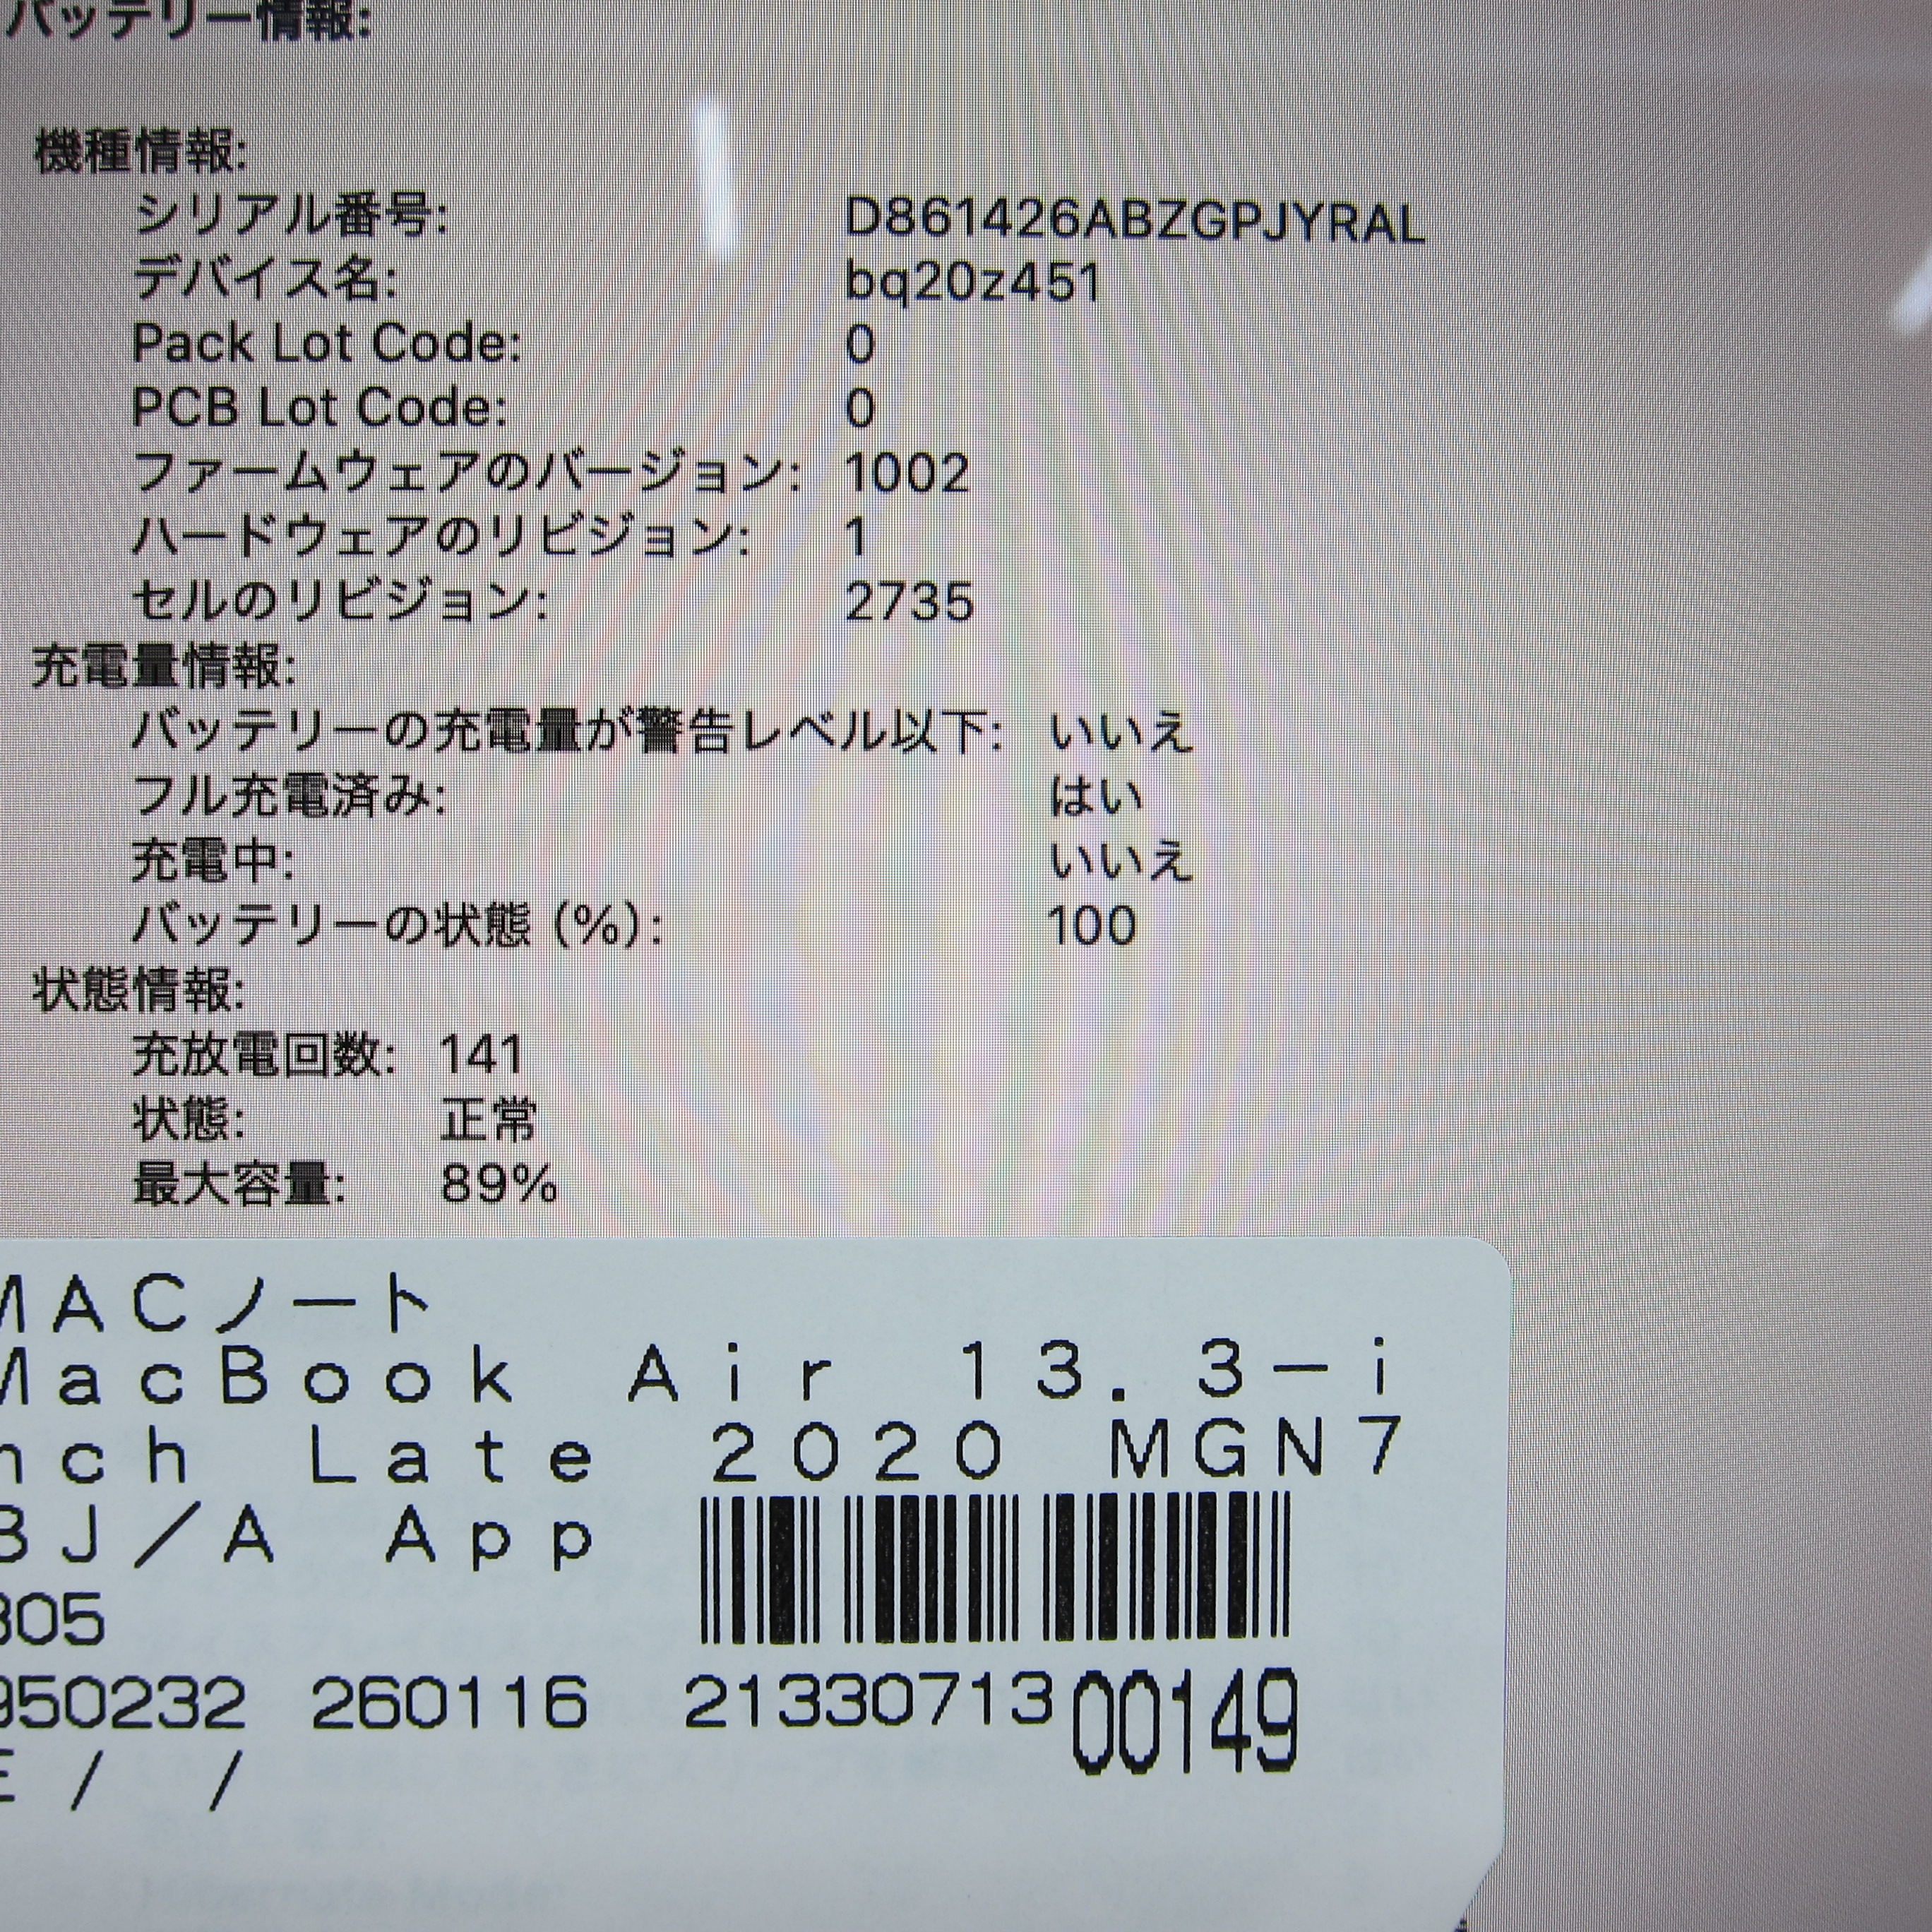 バッテリー情報:
機種情報:
シリアル番号: D861426ABZGPJYRAL
デバイス名: bq20z451
Pack Lot Code: 0
PCB Lot Code: 0
ファームウェアのバージョン: 1002
ハードウェアのリビジョン: 1
セルのリビジョン: 2735
充電量情報:
バッテリーの充電量が警告レベル以下: いいえ
フル充電済み: はい
充電中: いいえ
バッテリーの状態 (%): 100
状態情報:
充放電回数: 141
状態: 正常
最大容量: 89%
MACノート
MacBook Air 13.3-i
nch Late 2020 MGN7
3J/A App
305
950232 260116 21330713 00149
E / /